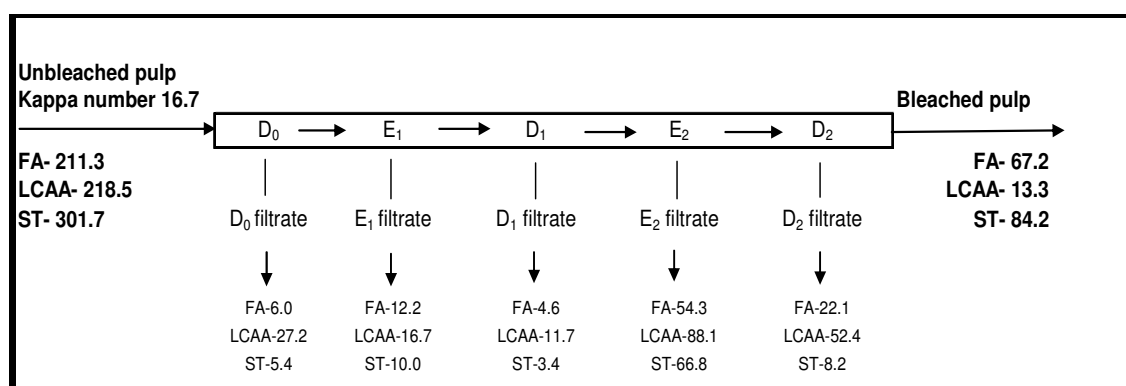 Unbleached pulp
Kappa number 16.7
Bleached pulp
D₀ E₁ D₁ E₂ D₂
FA- 211.3
LCAA- 218.5
ST- 301.7
FA- 67.2
LCAA- 13.3
ST- 84.2
D₀ filtrate E₁ filtrate D₁ filtrate E₂ filtrate D₂ filtrate
FA-6.0 FA-12.2 FA-4.6 FA-54.3 FA-22.1
LCAA-27.2 LCAA-16.7 LCAA-11.7 LCAA-88.1 LCAA-52.4
ST-5.4 ST-10.0 ST-3.4 ST-66.8 ST-8.2